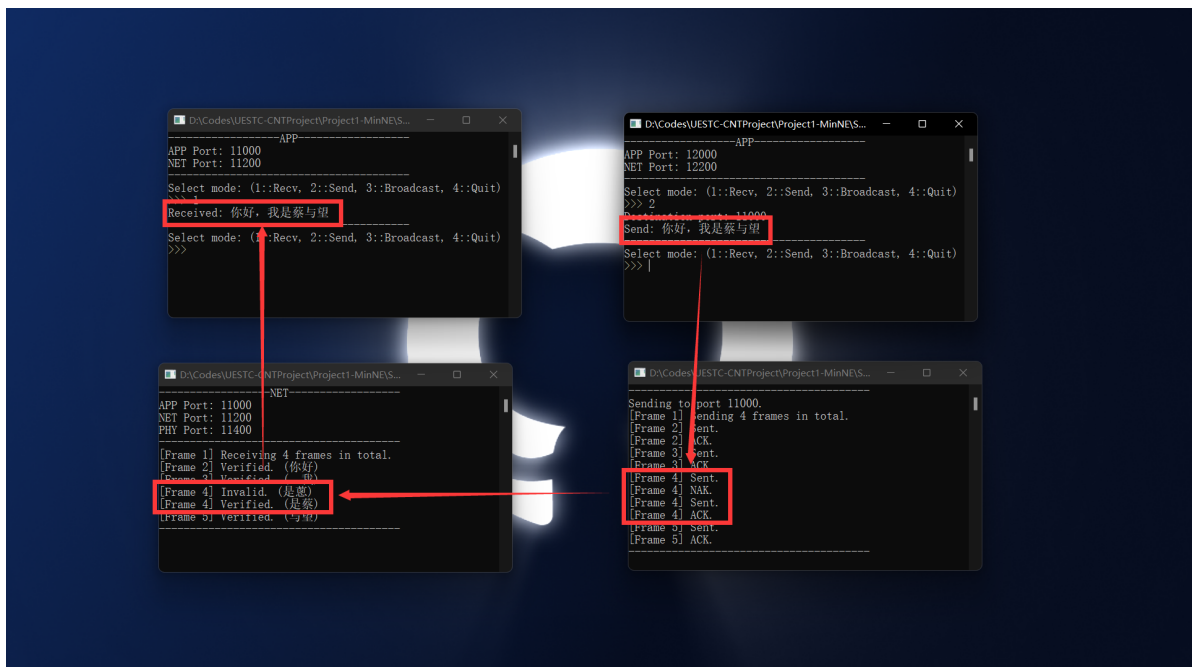 D:\Codes\UESTC-CNTProject\Project1-MinNE\S...
------------------APP------------------
APP Port: 11000
NET Port: 11200
---------------------------------------
Select mode: (1::Recv, 2::Send, 3::Broadcast, 4::Quit)
>>> 1
Received: 你好，我是蔡与望
---------------------------------------
Select mode: (1::Recv, 2::Send, 3::Broadcast, 4::Quit)
>>>
D:\Codes\UESTC-CNTProject\Project1-MinNE\S...
------------------APP------------------
APP Port: 12000
NET Port: 12200
---------------------------------------
Select mode: (1::Recv, 2::Send, 3::Broadcast, 4::Quit)
>>> 2
Destination port: 11000
Send: 你好，我是蔡与望
---------------------------------------
Select mode: (1::Recv, 2::Send, 3::Broadcast, 4::Quit)
>>>
D:\Codes\UESTC-CNTProject\Project1-MinNE\S...
------------------NET------------------
APP Port: 11000
NET Port: 11200
PHY Port: 11400
---------------------------------------
[Frame 1] Receiving 4 frames in total.
[Frame 2] Verified. (你好)
[Frame 3] Verified. (，我)
[Frame 4] Invalid. (是蒽)
[Frame 4] Verified. (是蔡)
[Frame 5] Verified. (与望)
---------------------------------------
D:\Codes\UESTC-CNTProject\Project1-MinNE\S...
---------------------------------------
Sending to port 11000.
[Frame 1] Sending 4 frames in total.
[Frame 2] Sent.
[Frame 2] ACK.
[Frame 3] Sent.
[Frame 3] ACK.
[Frame 4] Sent.
[Frame 4] NAK.
[Frame 4] Sent.
[Frame 4] ACK.
[Frame 5] Sent.
[Frame 5] ACK.
---------------------------------------